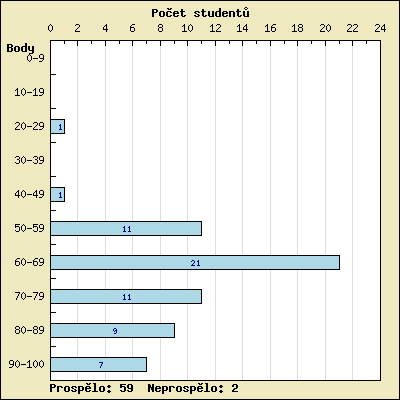 Počet studentů
0 2 4 6 8 10 12 14 16 18 20 22 24
Body
0-9
10-19
20-29 1
30-39
40-49 1
50-59 11
60-69 21
70-79 11
80-89 9
90-100 7
Prospělo: 59 Neprospělo: 2